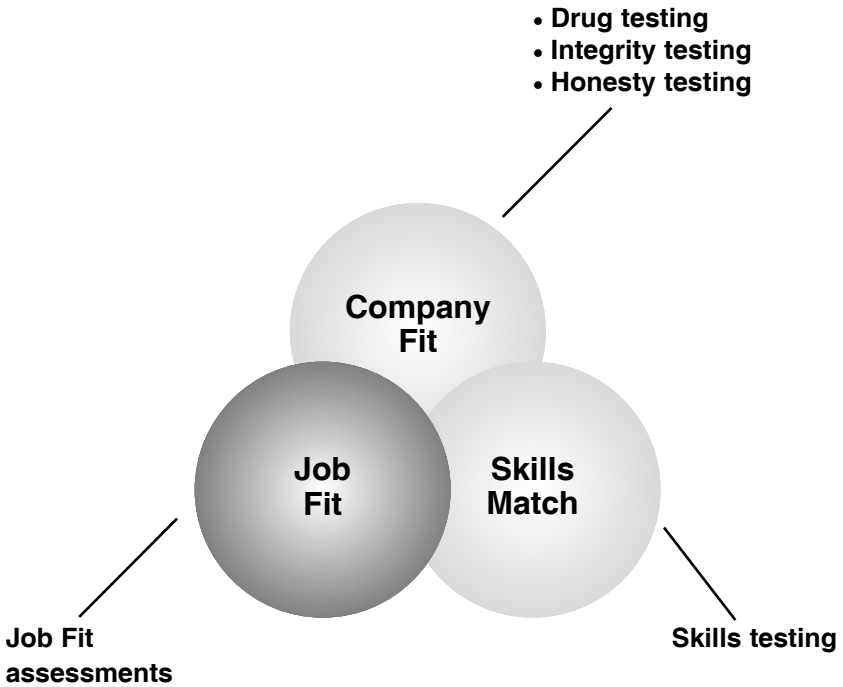 • Drug testing
• Integrity testing
• Honesty testing
Company
Fit
Job
Fit
Skills
Match
Job Fit
assessments
Skills testing